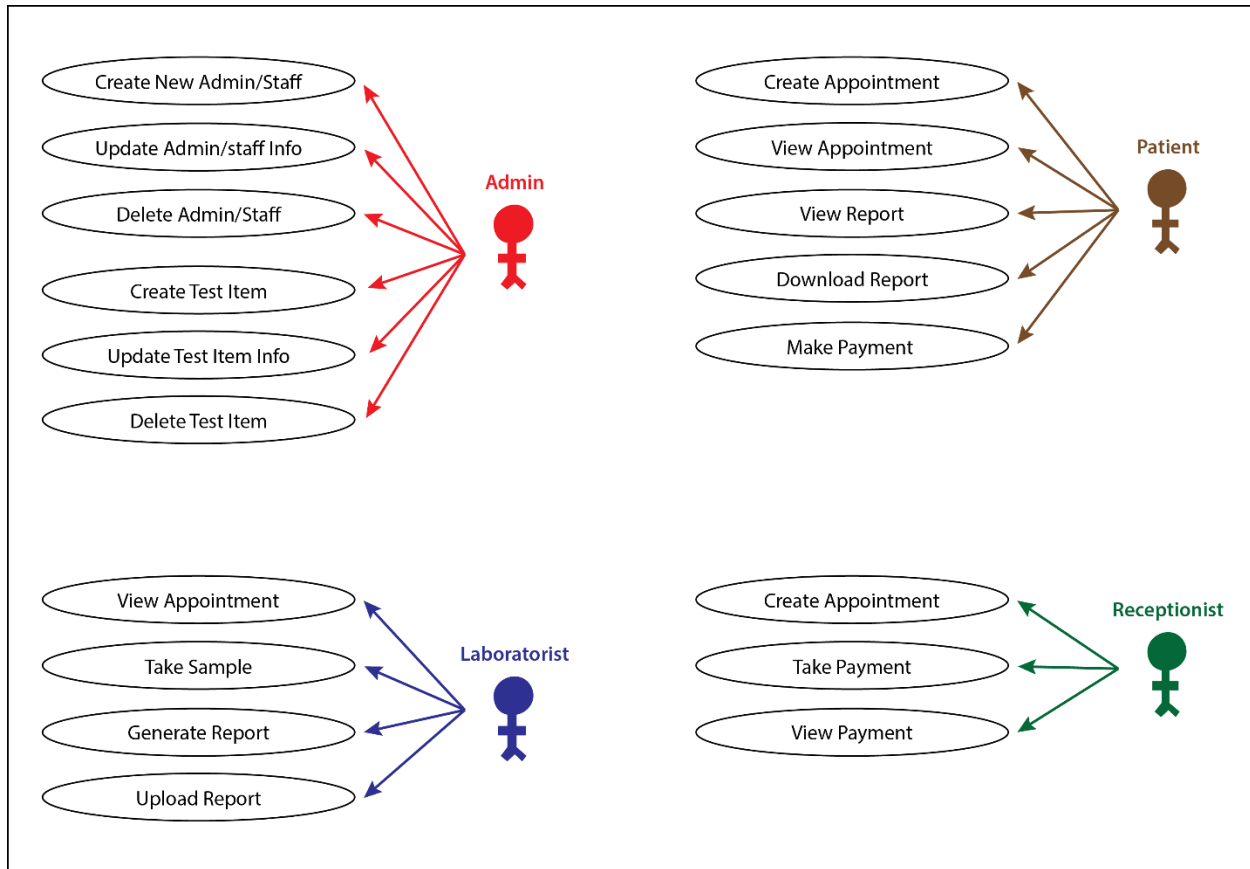 Create New Admin/Staff
Update Admin/staff Info
Delete Admin/Staff
Create Test Item
Update Test Item Info
Delete Test Item
Admin
Create Appointment
View Appointment
View Report
Download Report
Make Payment
Patient
View Appointment
Take Sample
Generate Report
Upload Report
Laboratorist
Create Appointment
Take Payment
View Payment
Receptionist